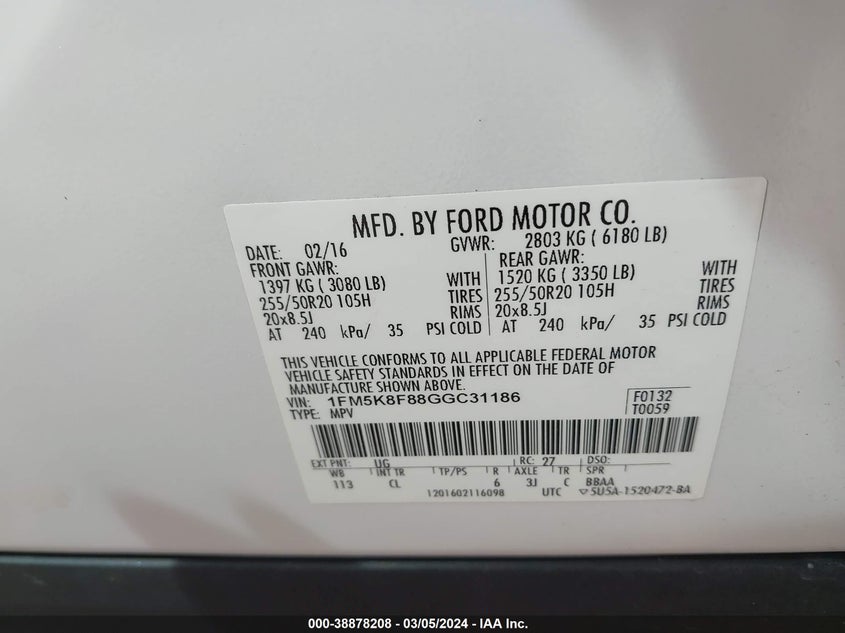 MFD. BY FORD MOTOR CO.
DATE: 02/16 GVWR: 2803 KG ( 6180 LB)
FRONT GAWR: REAR GAWR:
1397 KG ( 3080 LB) WITH 1520 KG ( 3350 LB) WITH
255/50R20 105H TIRES 255/50R20 105H TIRES
20x8.5J RIMS 20x8.5J RIMS
AT 240 kPa/ 35 PSI COLD AT 240 kPa/ 35 PSI COLD
THIS VEHICLE CONFORMS TO ALL APPLICABLE FEDERAL MOTOR
VEHICLE SAFETY STANDARDS IN EFFECT ON THE DATE OF
MANUFACTURE SHOWN ABOVE.
VIN: 1FM5K8F88GGC31186 F0132
TYPE: MPV T0059
EXT PNT: UG RC: 27 DSO:
WB INT TR TP/PS R AXLE TR SPR
113 CL 6 3J C BBAA
1201602116098 UTC ▽5U5A-1520472-BA
000-38878208 - 03/05/2024 - IAA Inc.